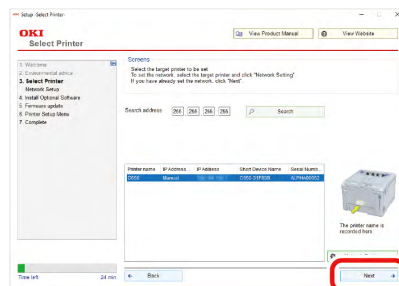 Setup -Select Printer-
OKI
Select Printer
View Product Manual
View Website
1. Welcome
2. Environmental advice
3. Select Printer
Network Setup
4. Install Optional Software
5. Firmware update
6. Printer Setup Menu
7. Complete
Screens
Select the target printer to be set
To set the network, select the target printer and click "Network Setting"
If you have already set the network, click "Next".
Search address
255 255 255 255
Search
Printer name IP Address... IP Address Short Device Name Serial Numb...
Manual
The printer name is
recorded here
Time left
24 min
Back
Next